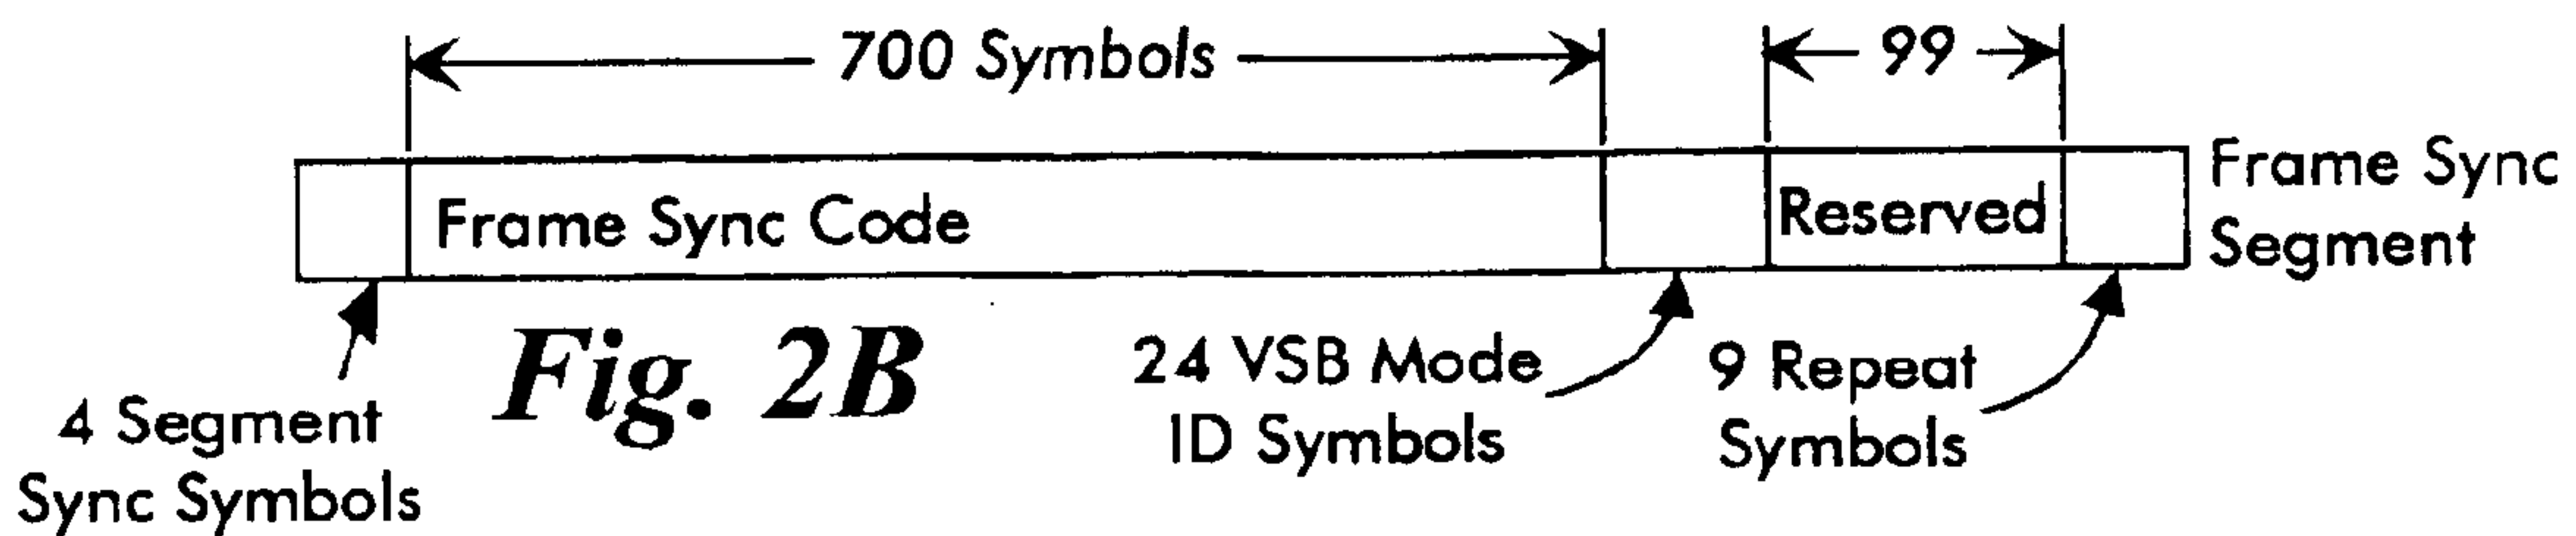 700 Symbols
99
Frame Sync Code
Reserved
Frame Sync
Segment
4 Segment
Sync Symbols
Fig. 2B
24 VSB Mode
ID Symbols
9 Repeat
Symbols